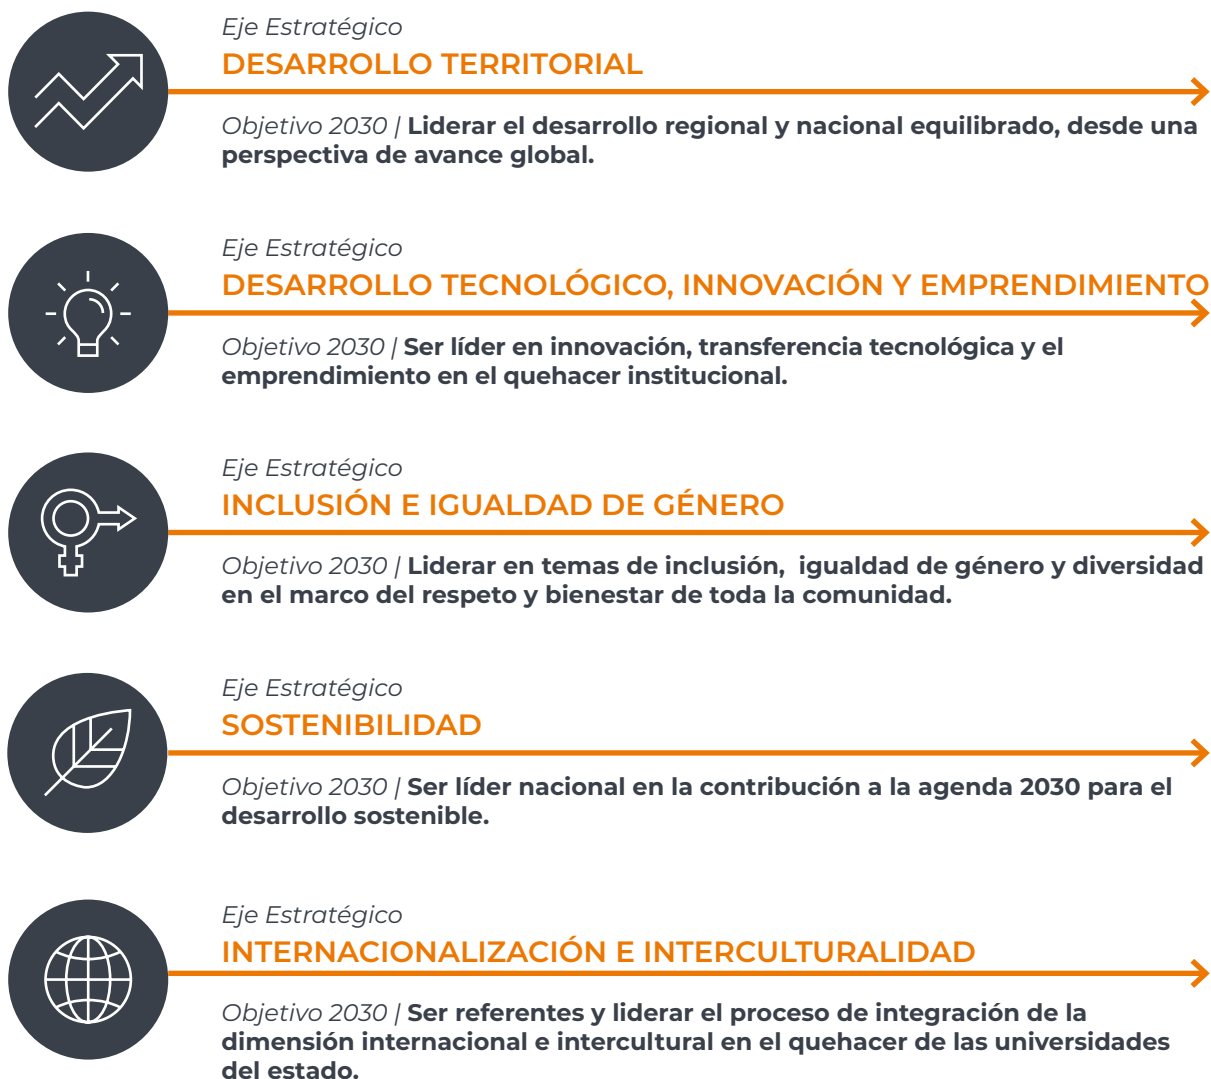 Eje Estratégico
DESARROLLO TERRITORIAL
Objetivo 2030 | Liderar el desarrollo regional y nacional equilibrado, desde una
perspectiva de avance global.
Eje Estratégico
DESARROLLO TECNOLÓGICO, INNOVACIÓN Y EMPRENDIMIENTO
Objetivo 2030 | Ser líder en innovación, transferencia tecnológica y el
emprendimiento en el quehacer institucional.
Eje Estratégico
INCLUSIÓN E IGUALDAD DE GÉNERO
Objetivo 2030 | Liderar en temas de inclusión,  igualdad de género y diversidad
en el marco del respeto y bienestar de toda la comunidad.
Eje Estratégico
SOSTENIBILIDAD
Objetivo 2030 | Ser líder nacional en la contribución a la agenda 2030 para el
desarrollo sostenible.
Eje Estratégico
INTERNACIONALIZACIÓN E INTERCULTURALIDAD
Objetivo 2030 | Ser referentes y liderar el proceso de integración de la
dimensión internacional e intercultural en el quehacer de las universidades
del estado.